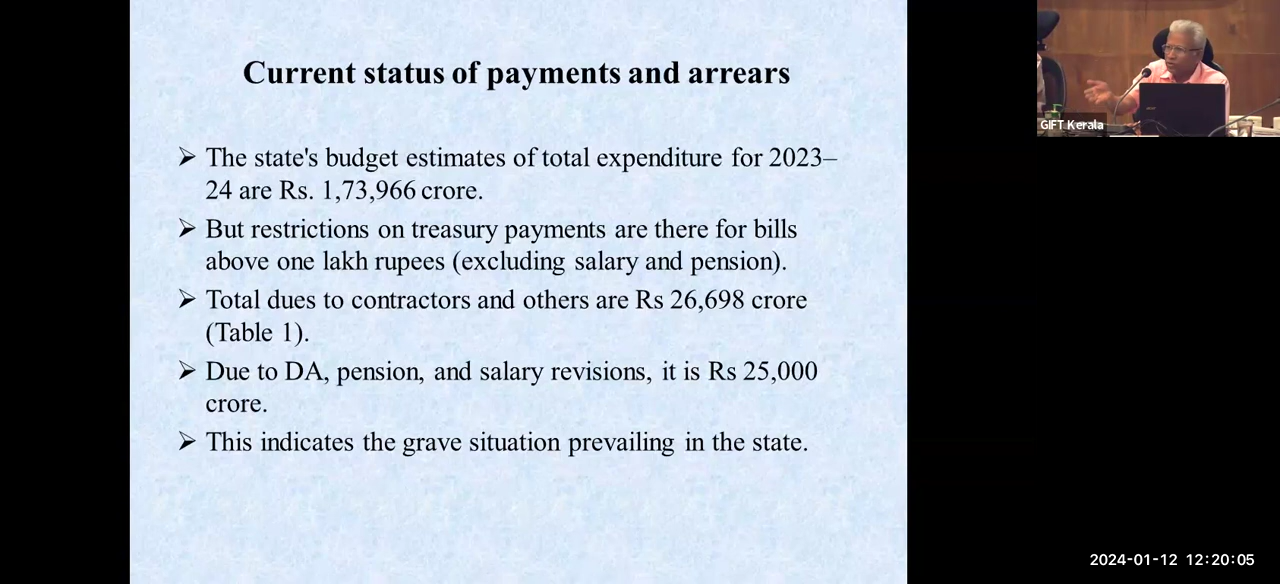 Current status of payments and arrears
➢ The state's budget estimates of total expenditure for 2023–
24 are Rs. 1,73,966 crore.
➢ But restrictions on treasury payments are there for bills
above one lakh rupees (excluding salary and pension).
➢ Total dues to contractors and others are Rs 26,698 crore
(Table 1).
➢ Due to DA, pension, and salary revisions, it is Rs 25,000
crore.
➢ This indicates the grave situation prevailing in the state.
GIFT Kerala
2024-01-12 12:20:05